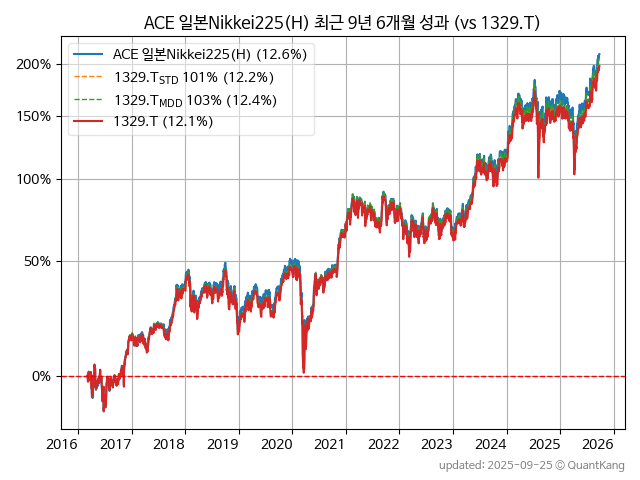 ACE 일본Nikkei225(H) 최근 9년 6개월 성과 (vs 1329.T)
ACE 일본Nikkei225(H) (12.6%)
1329.T_STD 101% (12.2%)
1329.T_MDD 103% (12.4%)
1329.T (12.1%)
200%
150%
100%
50%
0%
2016 2017 2018 2019 2020 2021 2022 2023 2024 2025 2026
updated: 2025-09-25 © QuantKang